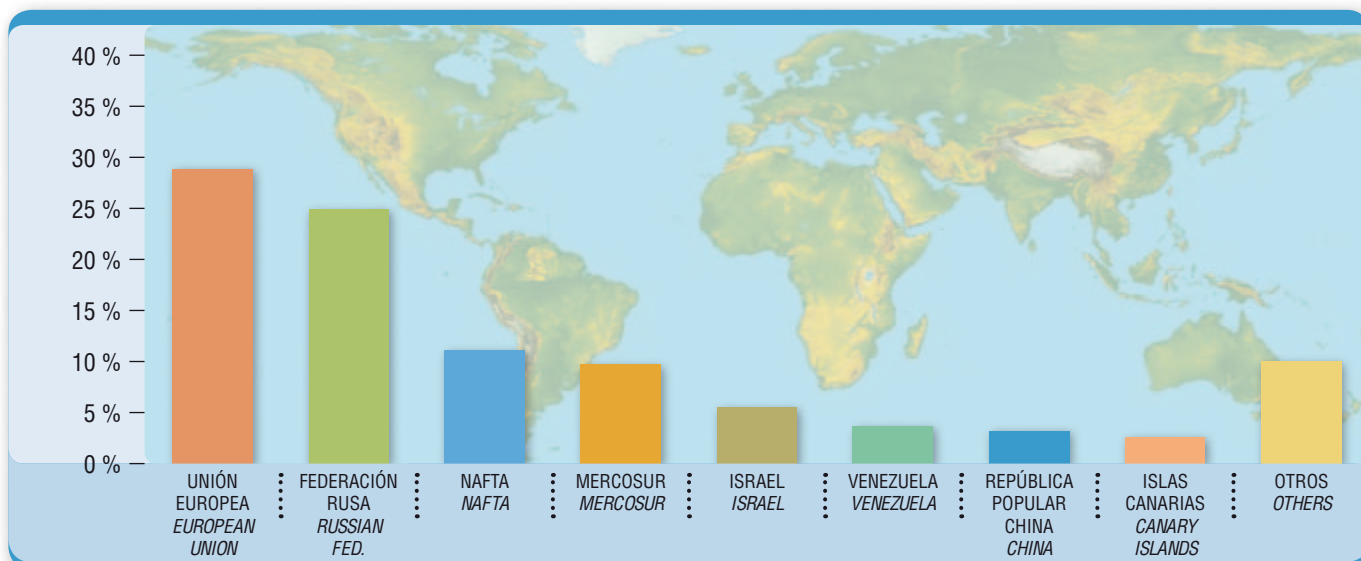 40 %
35 %
30 %
25 %
20 %
15 %
10 %
5 %
0 %
UNIÓN
EUROPEA
EUROPEAN
UNION
FEDERACIÓN
RUSA
RUSSIAN
FED.
NAFTA
NAFTA
MERCOSUR
MERCOSUR
ISRAEL
ISRAEL
VENEZUELA
VENEZUELA
REPÚBLICA
POPULAR
CHINA
CHINA
ISLAS
CANARIAS
CANARY
ISLANDS
OTROS
OTHERS